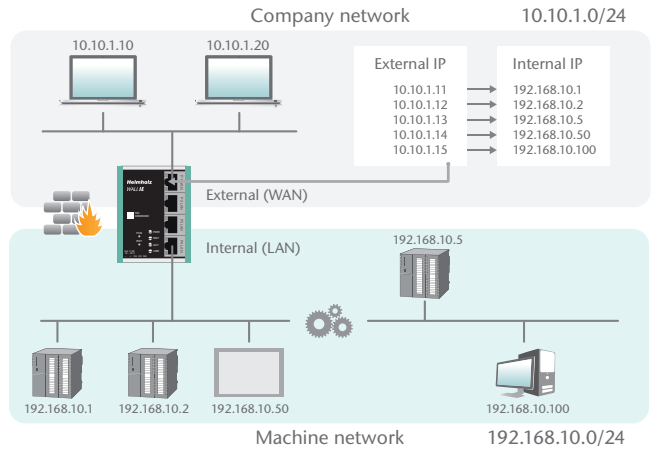 Company network 10.10.1.0/24
10.10.1.10 10.10.1.20
External IP Internal IP
10.10.1.11 192.168.10.1
10.10.1.12 192.168.10.2
10.10.1.13 192.168.10.5
10.10.1.14 192.168.10.50
10.10.1.15 192.168.10.100
Helmholz
WALL IE
External (WAN)
Internal (LAN)
192.168.10.5
192.168.10.1 192.168.10.2 192.168.10.50 192.168.10.100
Machine network 192.168.10.0/24